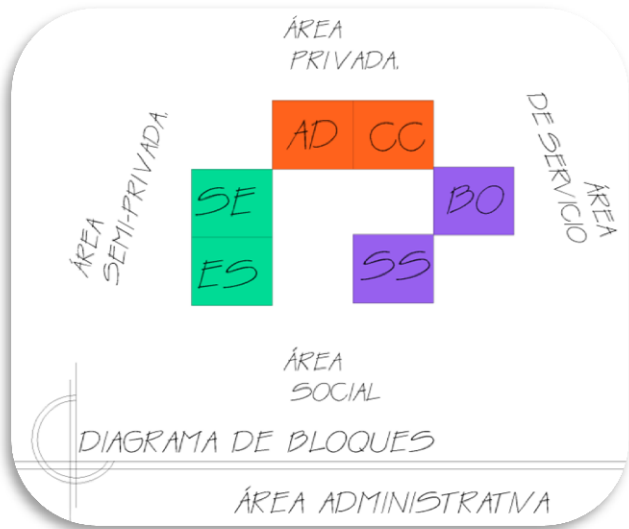 ÁREA
PRIVADA.
ÁREA
SEMI-PRIVADA.
ÁREA
DE SERVICIO
AD CC
SE
BO
ES
SS
ÁREA
SOCIAL
DIAGRAMA DE BLOQUES
ÁREA ADMINISTRATIVA